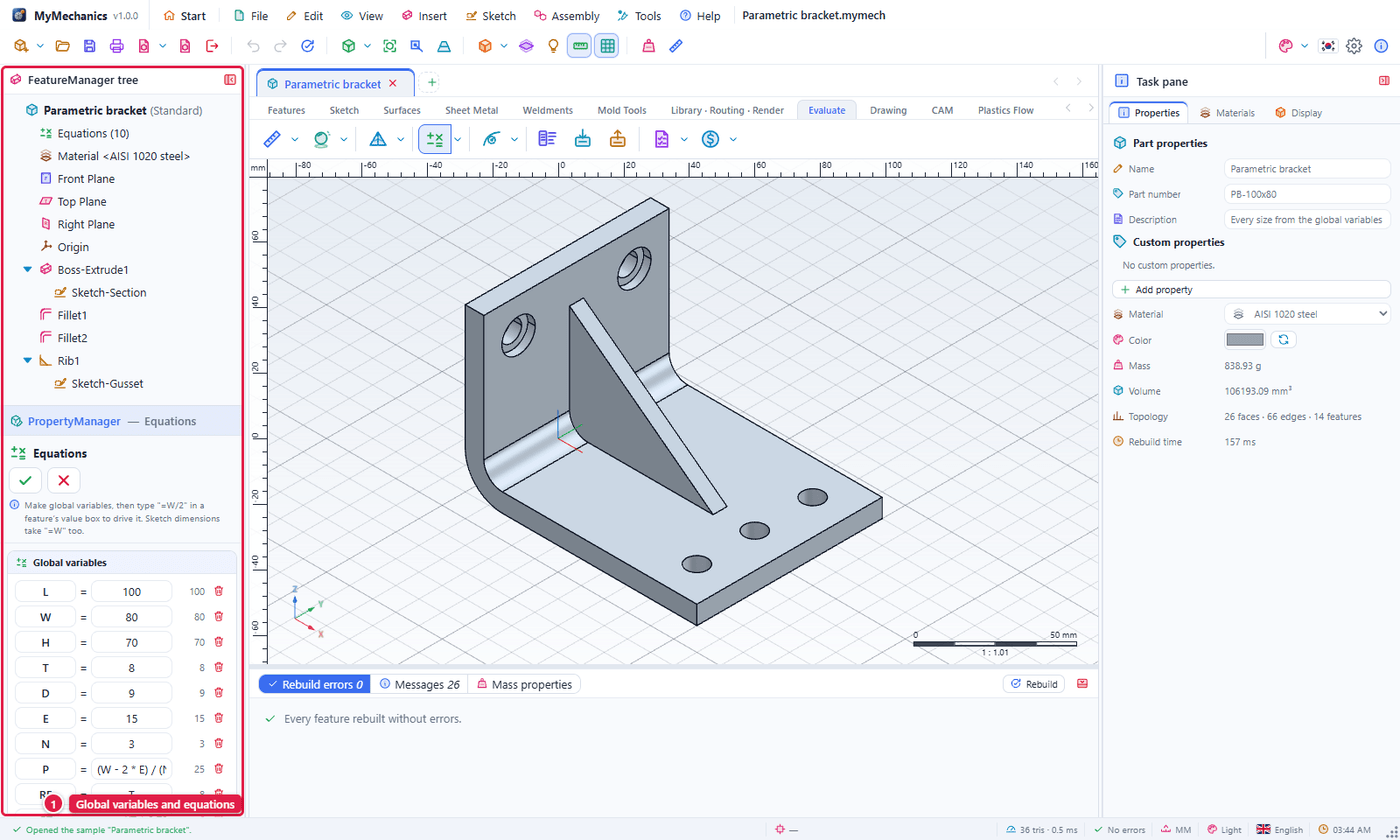 MyMechanics v1.0.0 Start File Edit View Insert Sketch Assembly Tools Help Parametric bracket.mymech
FeatureManager tree
Parametric bracket (Standard)
Equations (10)
Material <AISI 1020 steel>
Front Plane
Top Plane
Right Plane
Origin
Boss-Extrude1
Sketch-Section
Fillet1
Fillet2
Rib1
Sketch-Gusset
PropertyManager — Equations
Equations
Make global variables, then type "=W/2" in a
feature's value box to drive it. Sketch dimensions
take "=W" too.
Global variables
L = 100 100
W = 80 80
H = 70 70
T = 8 8
D = 9 9
E = 15 15
N = 3 3
P = (W - 2 * E) / (N 25
1 Global variables and equations
Parametric bracket
Features Sketch Surfaces Sheet Metal Weldments Mold Tools Library · Routing · Render Evaluate Drawing CAM Plastics Flow
mm -80 -60 -40 -20 0 20 40 60 80 100 120 140 160
60
40
20
0
-20
-40
-60
Z
Y
X
0 50 mm
1 : 1.01
Rebuild errors 0 Messages 26 Mass properties Rebuild
Every feature rebuilt without errors.
Task pane
Properties Materials Display
Part properties
Name Parametric bracket
Part number PB-100x80
Description Every size from the global variables
Custom properties
No custom properties.
Add property
Material AISI 1020 steel
Color
Mass 838.93 g
Volume 106193.09 mm³
Topology 26 faces · 66 edges · 14 features
Rebuild time 157 ms
Opened the sample "Parametric bracket". — 36 tris · 0.5 ms No errors MM Light English 03:44 AM